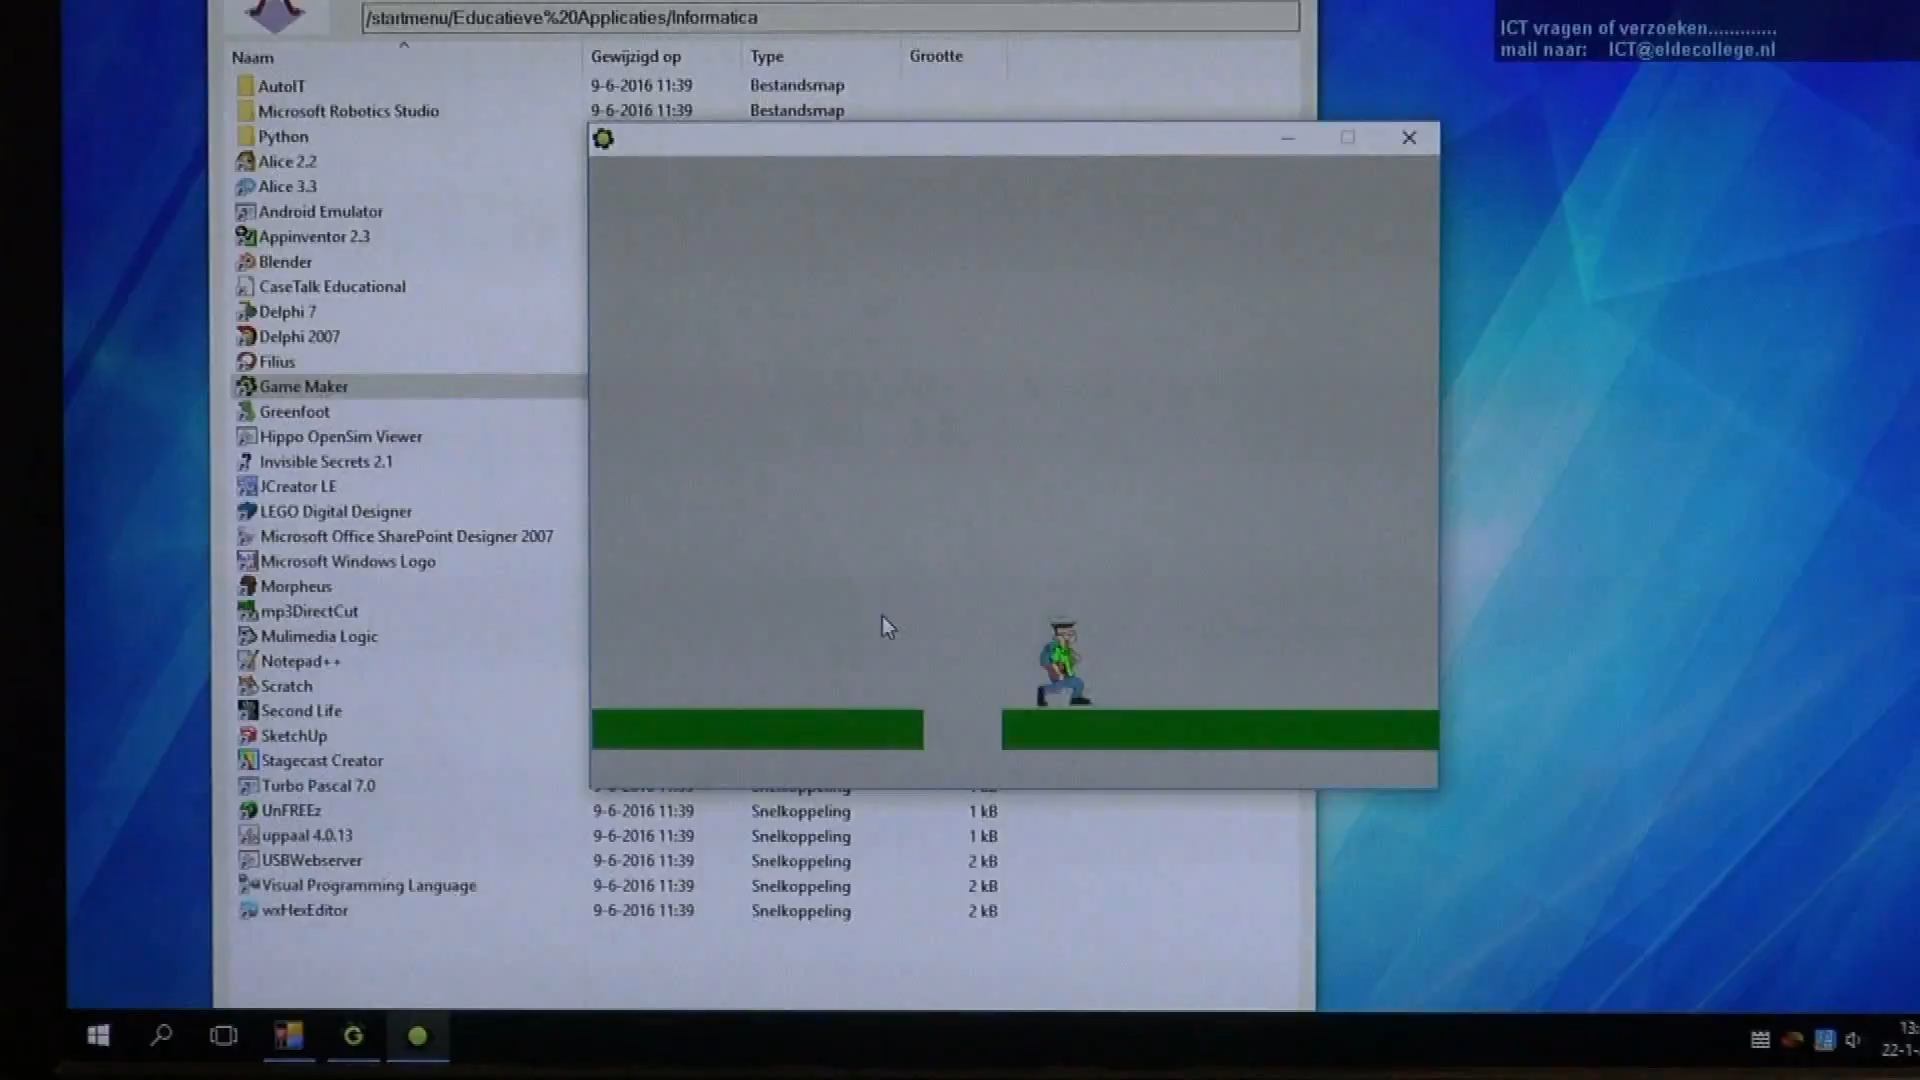 /startmenu/Educatieve%20Applicaties/Informatica
ICT vragen of verzoeken.............
mail naar: ICT@eldecollege.nl
Naam Gewijzigd op Type Grootte
AutoIT 9-6-2016 11:39 Bestandsmap
Microsoft Robotics Studio 9-6-2016 11:39 Bestandsmap
Python
Alice 2.2
Alice 3.3
Android Emulator
Appinventor 2.3
Blender
CaseTalk Educational
Delphi 7
Delphi 2007
Filius
Game Maker
Greenfoot
Hippo OpenSim Viewer
Invisible Secrets 2.1
JCreator LE
LEGO Digital Designer
Microsoft Office SharePoint Designer 2007
Microsoft Windows Logo
Morpheus
mp3DirectCut
Mulimedia Logic
Notepad++
Scratch
Second Life
SketchUp
Stagecast Creator
Turbo Pascal 7.0
UnFREEz 9-6-2016 11:39 Snelkoppeling 1 kB
uppaal 4.0.13 9-6-2016 11:39 Snelkoppeling 1 kB
USBWebserver 9-6-2016 11:39 Snelkoppeling 2 kB
Visual Programming Language 9-6-2016 11:39 Snelkoppeling 2 kB
wxHexEditor 9-6-2016 11:39 Snelkoppeling 2 kB
13:
22-1-